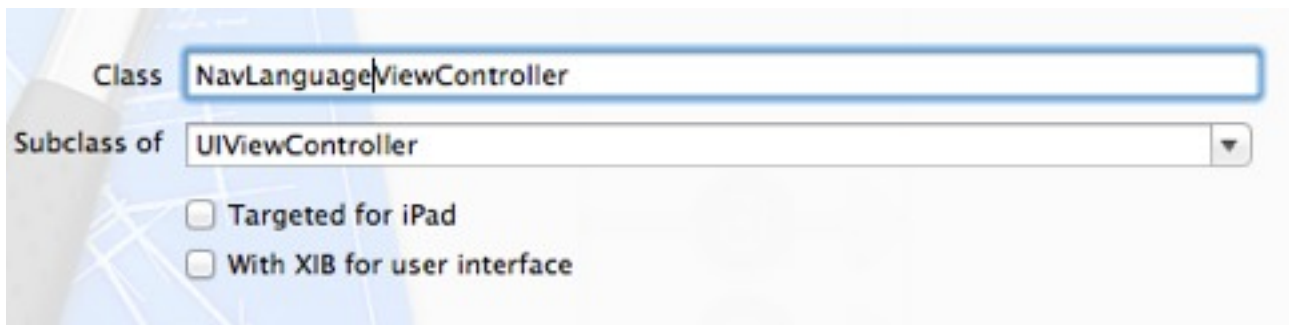 Class NavLanguageViewController
Subclass of UIViewController
Targeted for iPad
With XIB for user interface